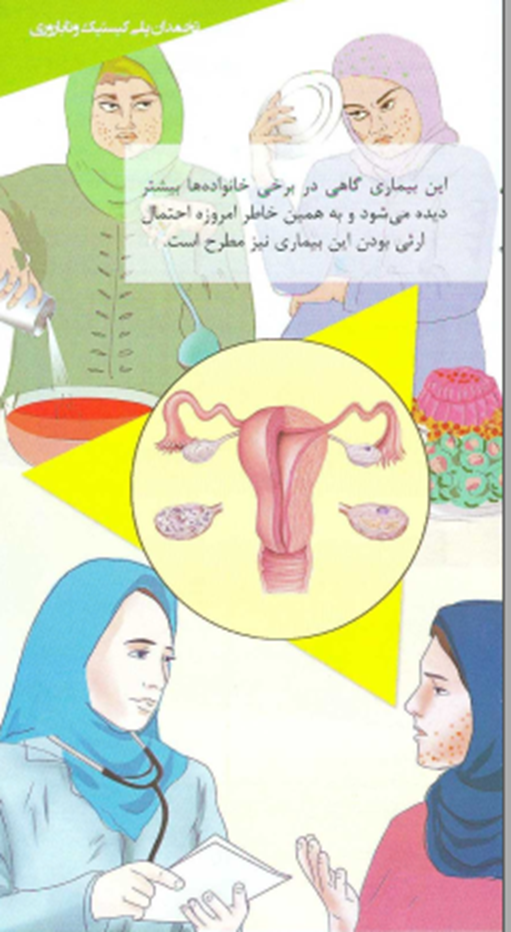 تخمدان پلی کیستیک و ناباروری
این بیماری گاهی در برخی خانواده‌ها بیشتر
دیده می‌شود و به همین خاطر امروزه احتمال
ارثی بودن این بیماری نیز مطرح است.